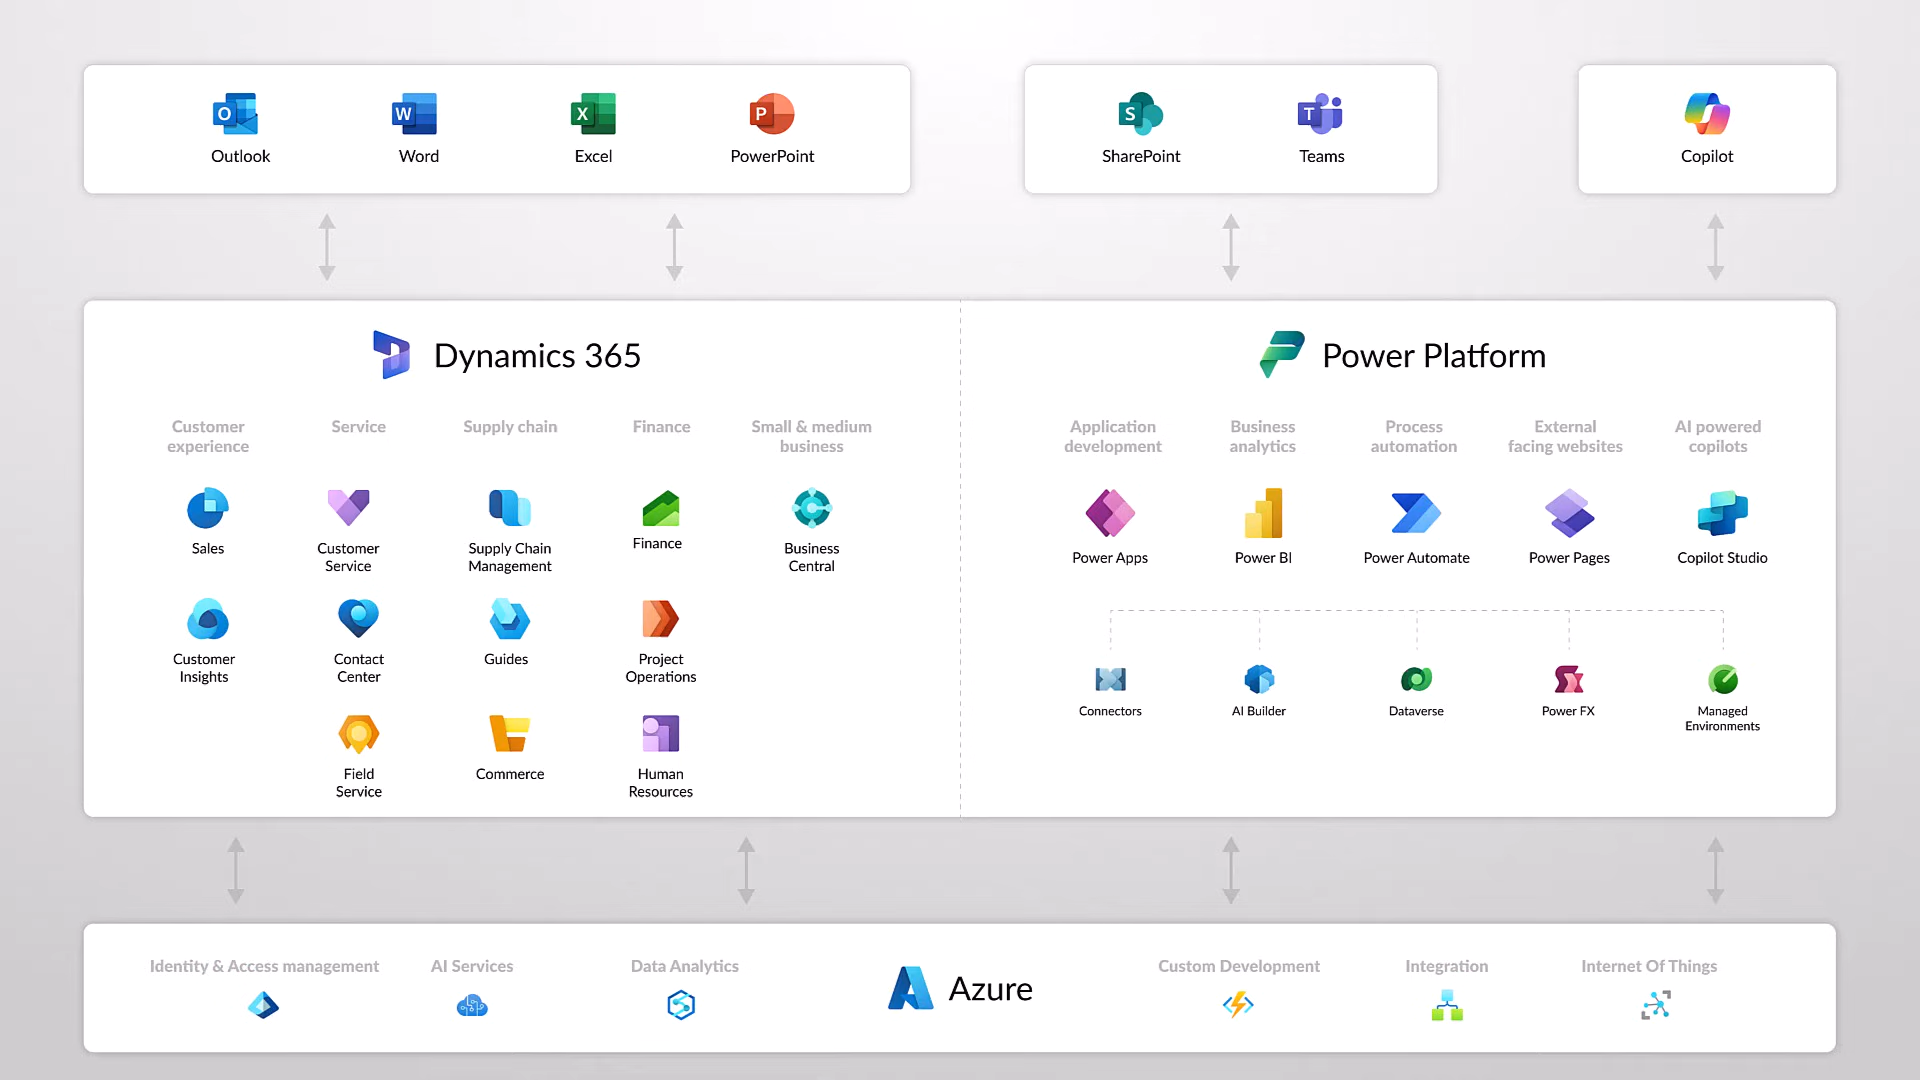 Outlook
Word
Excel
PowerPoint
SharePoint
Teams
Copilot
Dynamics 365
Customer
experience
Service
Supply chain
Finance
Small & medium
business
Sales
Customer
Service
Supply Chain
Management
Finance
Business
Central
Customer
Insights
Contact
Center
Guides
Project
Operations
Field
Service
Commerce
Human
Resources
Power Platform
Application
development
Business
analytics
Process
automation
External
facing websites
AI powered
copilots
Power Apps
Power BI
Power Automate
Power Pages
Copilot Studio
Connectors
AI Builder
Dataverse
Power FX
Managed
Environments
Identity & Access management
AI Services
Data Analytics
Azure
Custom Development
Integration
Internet Of Things